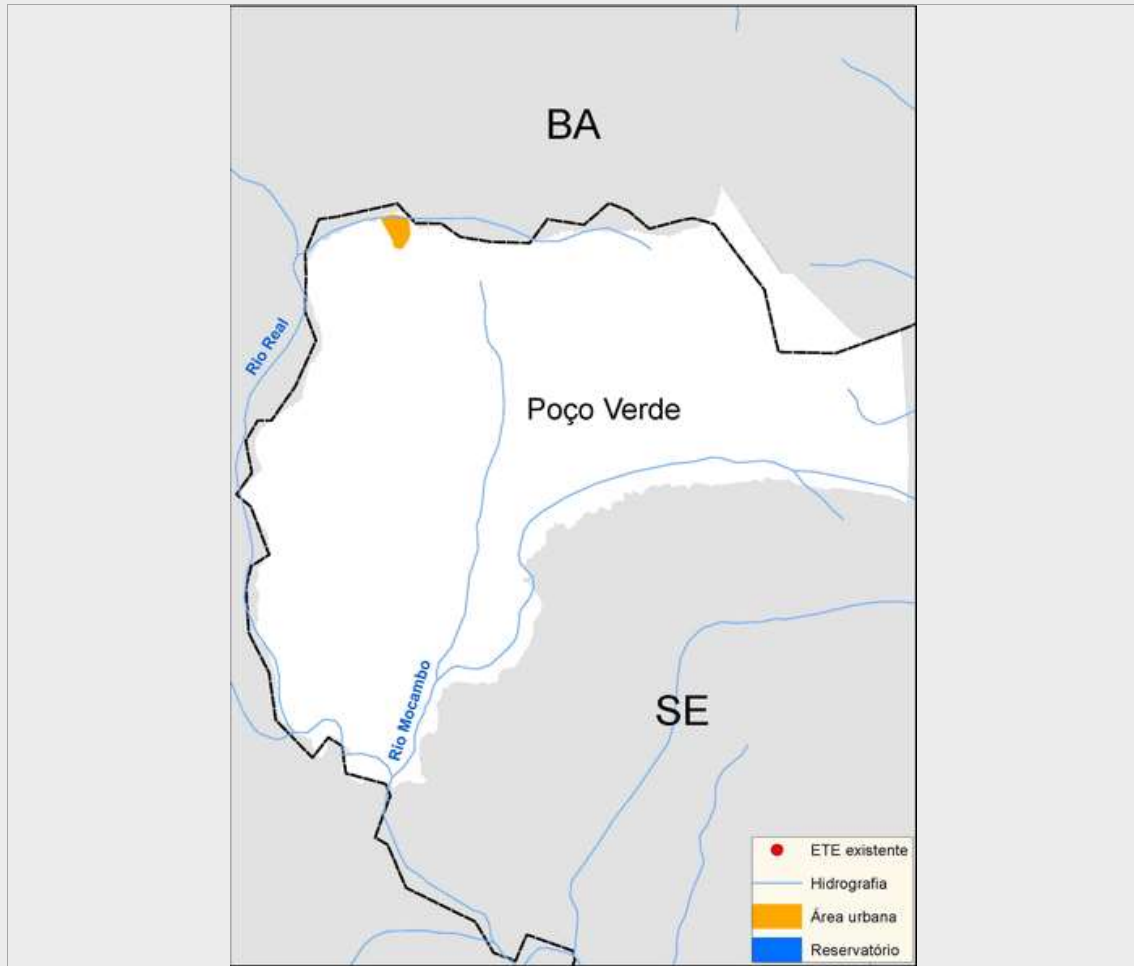 BA
Rio Real
Poço Verde
Rio Mocambo
SE
ETE existente
Hidrografia
Área urbana
Reservatório